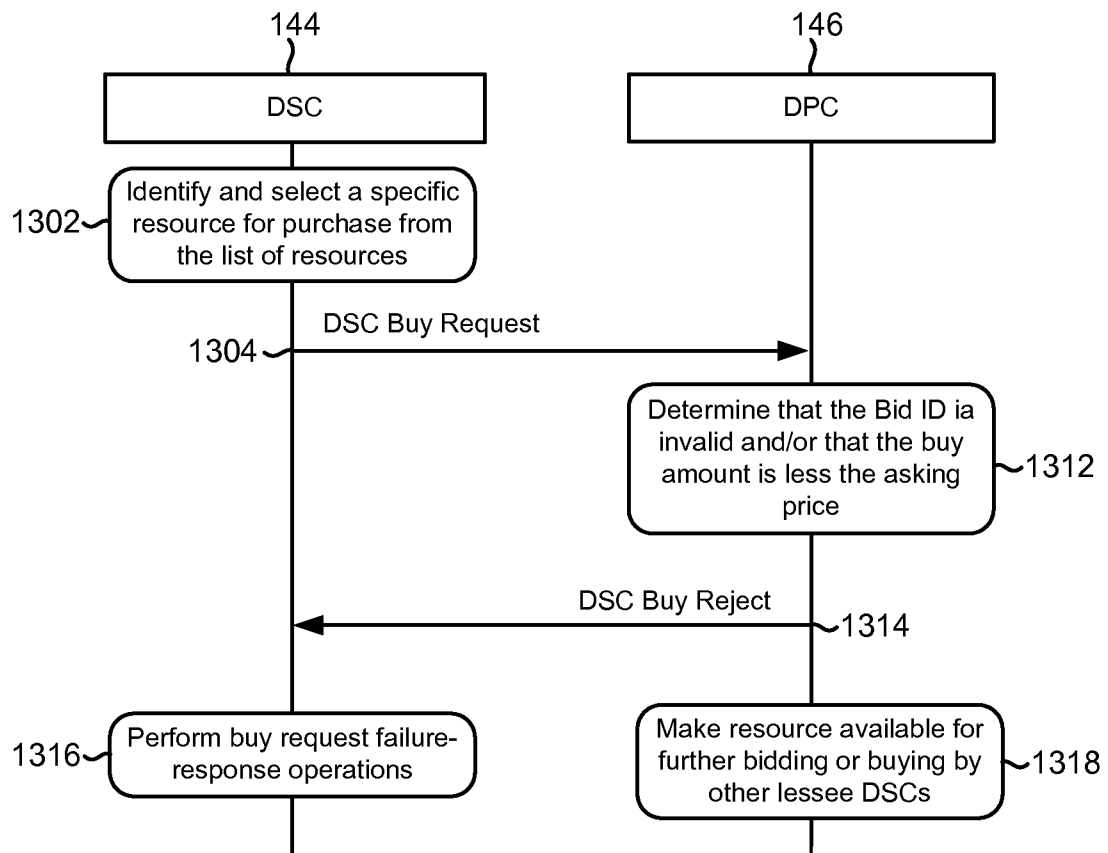 144
146
DSC
DPC
1302
Identify and select a specific
resource for purchase from
the list of resources
DSC Buy Request
1304
Determine that the Bid ID ia
invalid and/or that the buy
amount is less the asking
price
1312
DSC Buy Reject
1314
1316
Perform buy request failure-
response operations
Make resource available for
further bidding or buying by
other lessee DSCs
1318